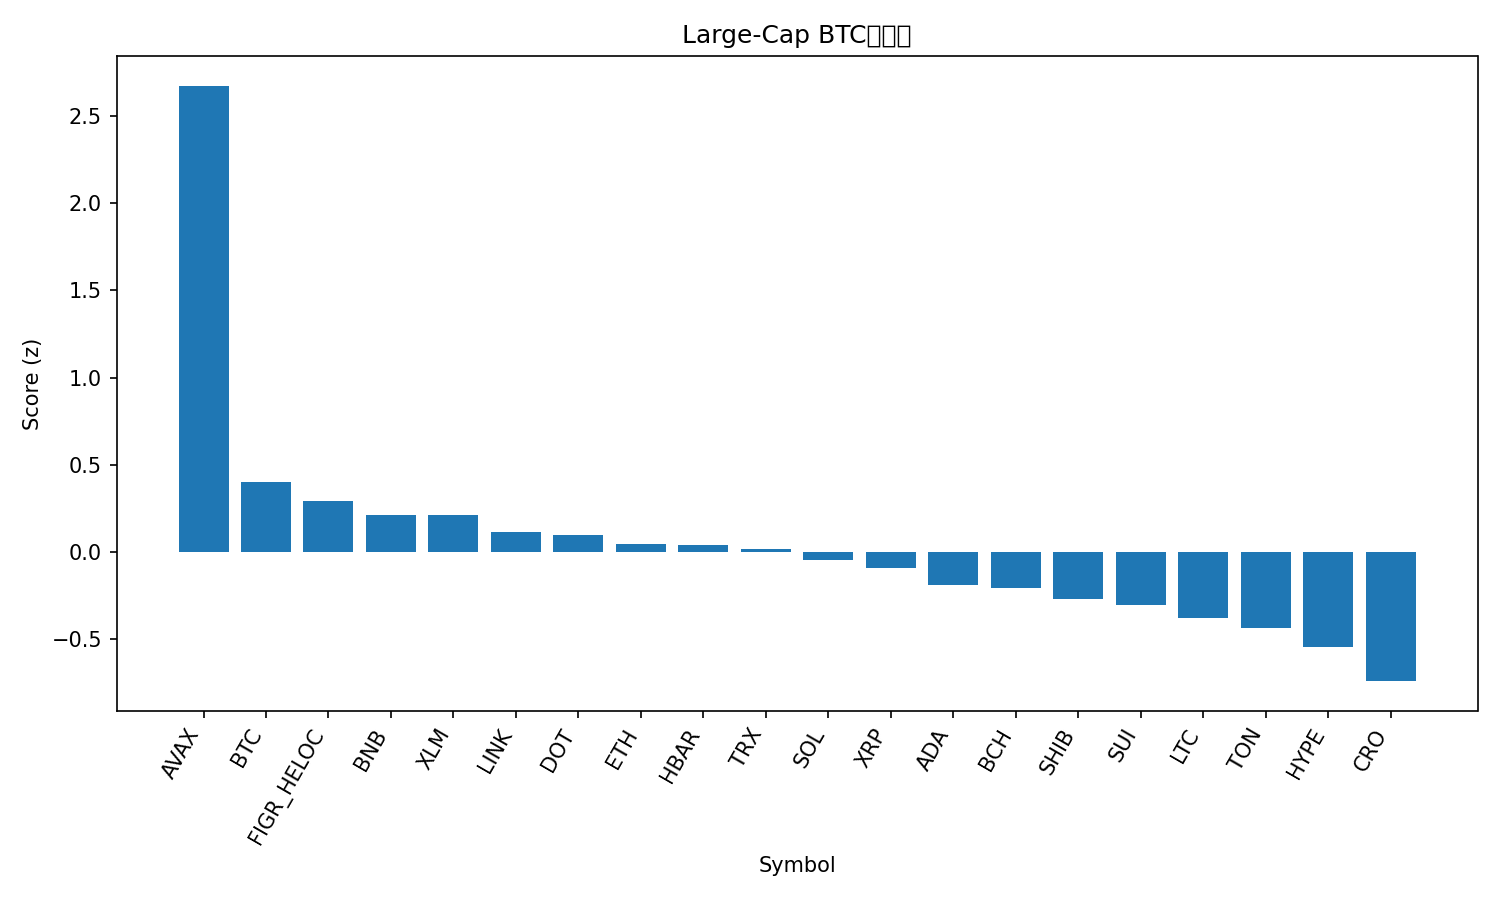 Large-Cap BTC
Score (z)
2.5
2.0
1.5
1.0
0.5
0.0
−0.5
AVAX
BTC
FIGR_HELOC
BNB
XLM
LINK
DOT
ETH
HBAR
TRX
SOL
XRP
ADA
BCH
SHIB
SUI
LTC
TON
HYPE
CRO
Symbol